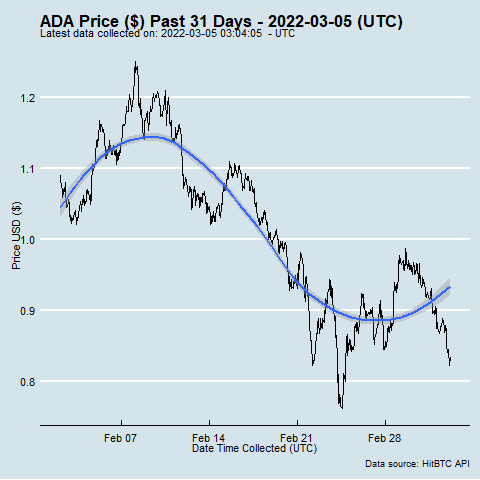 ADA Price ($) Past 31 Days - 2022-03-05 (UTC)
Latest data collected on: 2022-03-05 03:04:05  - UTC
Price USD ($)
1.2
1.1
1.0
0.9
0.8
Feb 07 Feb 14 Feb 21 Feb 28
Date Time Collected (UTC)
Data source: HitBTC API